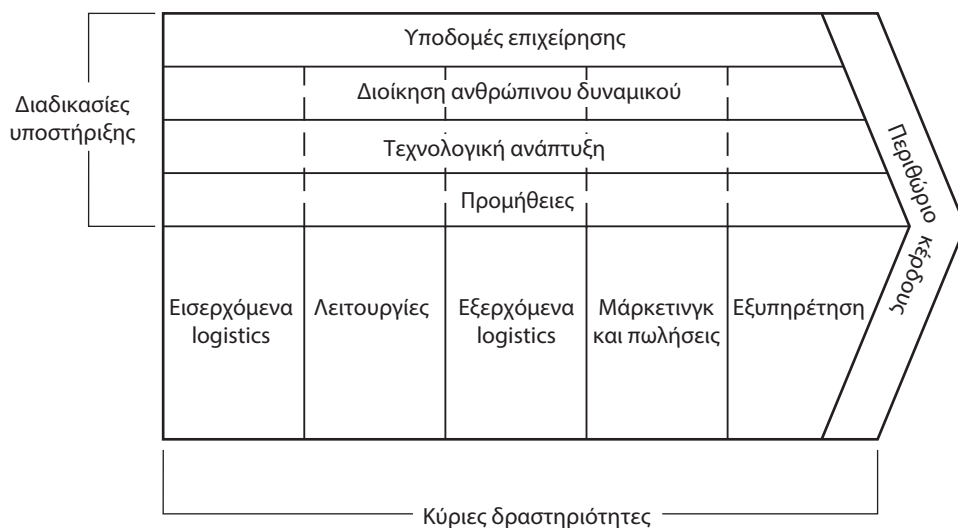 Υποδομές επιχείρησης
Διοίκηση ανθρώπινου δυναμικού
Διαδικασίες
υποστήριξης
Τεχνολογική ανάπτυξη
Προμήθειες
Περιθώριο κέρδους
Εισερχόμενα
logistics
Λειτουργίες
Εξερχόμενα
logistics
Μάρκετινγκ
και πωλήσεις
Εξυπηρέτηση
Κύριες δραστηριότητες